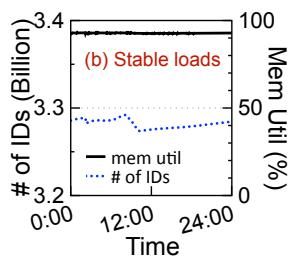 3.4
100
(b) Stable loads
# of IDs (Billion)
3.3
50
Mem Util (%)
mem util
# of IDs
3.2
0
0:00
12:00
24:00
Time